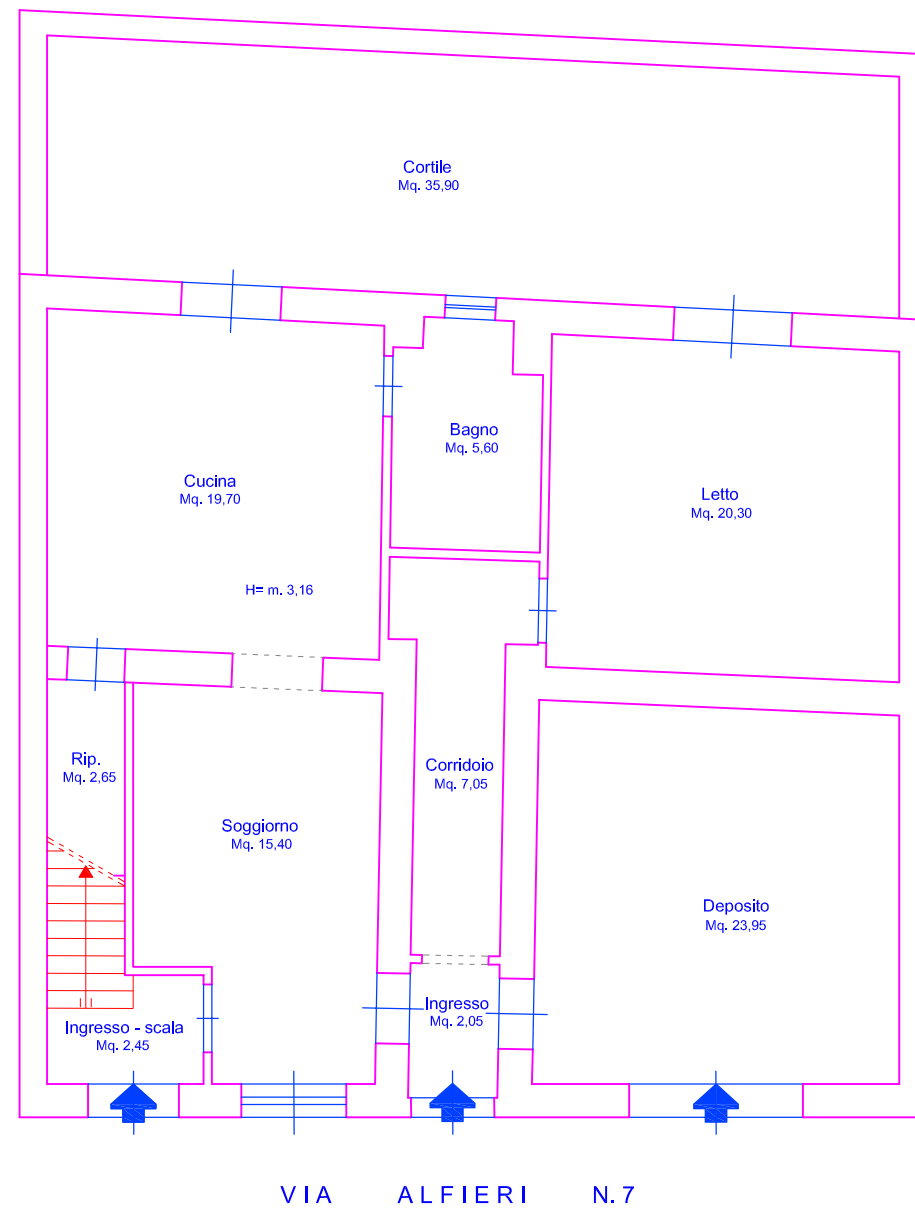 Cortile
Mq. 35,90
Bagno
Mq. 5,60
Cucina
Mq. 19,70
Letto
Mq. 20,30
H= m. 3,16
Rip.
Mq. 2,65
Corridoio
Mq. 7,05
Soggiorno
Mq. 15,40
Deposito
Mq. 23,95
Ingresso
Mq. 2,05
Ingresso - scala
Mq. 2,45
VIA ALFIERI N.7